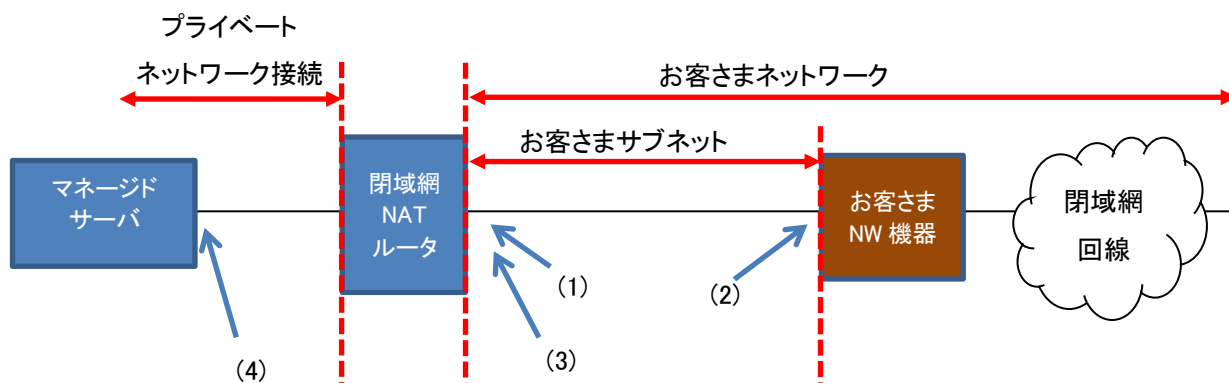 プライベート
ネットワーク接続
お客さまネットワーク
お客さまサブネット
マネージド
サーバ
閉域網
NAT
ルータ
お客さま
NW 機器
閉域網
回線
(1)
(2)
(3)
(4)